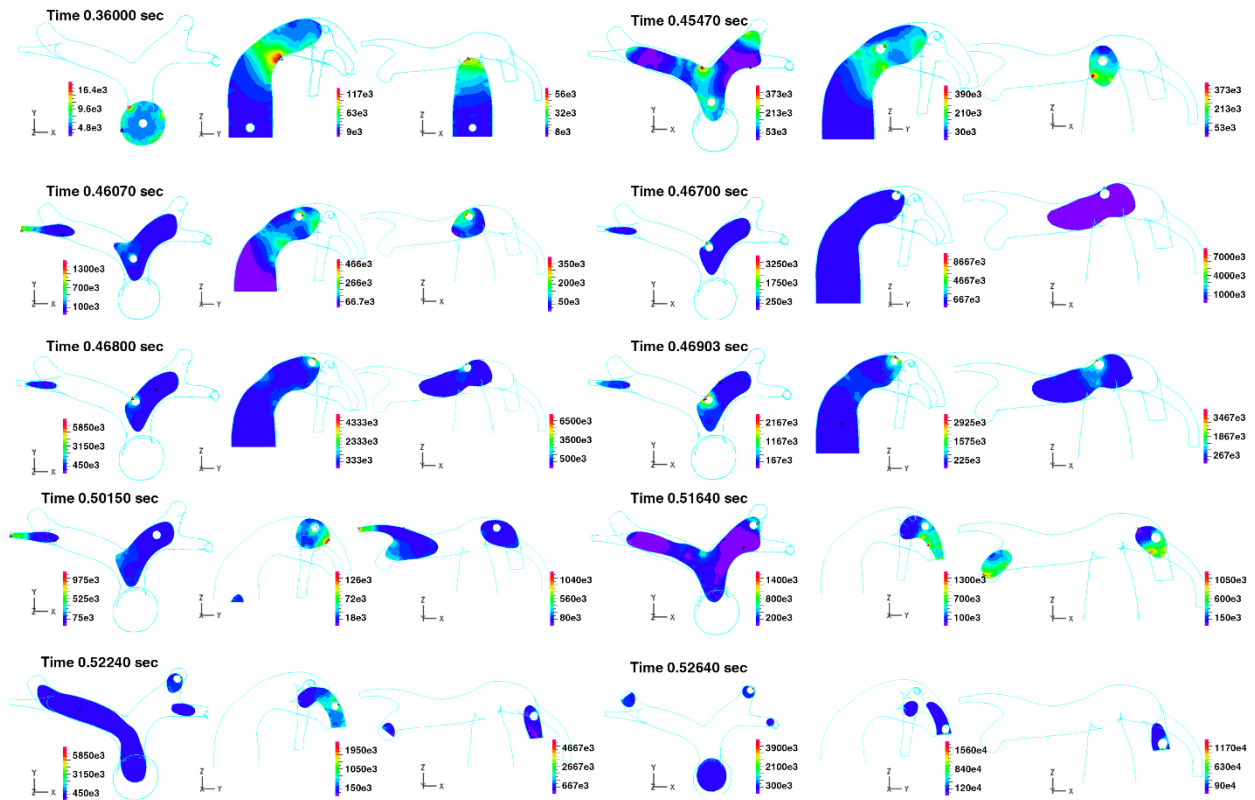 Time 0.36000 sec
16.4e3
9.6e3
4.8e3
Y
Z X
117e3
63e3
9e3
Z
X Y
56e3
32e3
8e3
Z
Y X
Time 0.45470 sec
373e3
213e3
53e3
Y
Z X
390e3
210e3
30e3
Z
X Y
373e3
213e3
53e3
Z
Y X
Time 0.46070 sec
1300e3
700e3
100e3
Y
Z X
466e3
266e3
66.7e3
Z
X Y
350e3
200e3
50e3
Z
Y X
Time 0.46700 sec
3250e3
1750e3
250e3
Y
Z X
8667e3
4667e3
667e3
Z
X Y
7000e3
4000e3
1000e3
Z
Y X
Time 0.46800 sec
5850e3
3150e3
450e3
Y
Z X
4333e3
2333e3
333e3
Z
X Y
6500e3
3500e3
500e3
Z
Y X
Time 0.46903 sec
2167e3
1167e3
167e3
Y
Z X
2925e3
1575e3
225e3
Z
X Y
3467e3
1867e3
267e3
Z
Y X
Time 0.50150 sec
975e3
525e3
75e3
Y
Z X
126e3
72e3
18e3
Z
X Y
1040e3
560e3
80e3
Z
Y X
Time 0.51640 sec
1400e3
800e3
200e3
Y
Z X
1300e3
700e3
100e3
Z
X Y
1050e3
600e3
150e3
Z
Y X
Time 0.52240 sec
5850e3
3150e3
450e3
Y
Z X
1950e3
1050e3
150e3
Z
X Y
4667e3
2667e3
667e3
Z
Y X
Time 0.52640 sec
3900e3
2100e3
300e3
Y
Z X
1560e4
840e4
120e4
Z
X Y
1170e4
630e4
90e4
Z
Y X